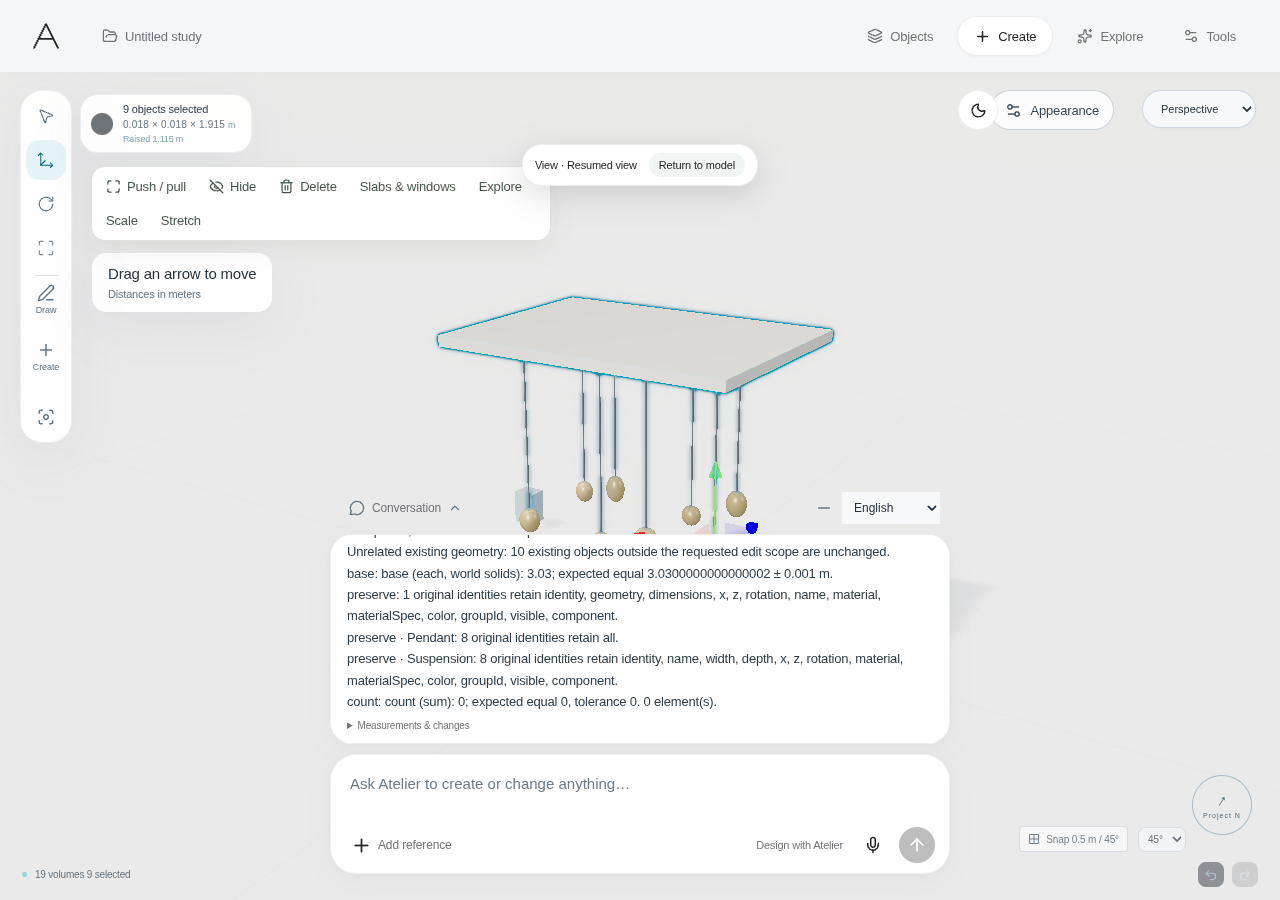 Untitled study
Objects
Create
Explore
Tools
9 objects selected
0.018 × 0.018 × 1.915 m
Raised 1.115 m
Appearance
Perspective
View · Resumed view
Return to model
Push / pull
Hide
Delete
Slabs & windows
Explore
Scale
Stretch
Drag an arrow to move
Distances in meters
Draw
Create
Conversation
English
Unrelated existing geometry: 10 existing objects outside the requested edit scope are unchanged.
base: base (each, world solids): 3.03; expected equal 3.0300000000000002 ± 0.001 m.
preserve: 1 original identities retain identity, geometry, dimensions, x, z, rotation, name, material,
materialSpec, color, groupId, visible, component.
preserve · Pendant: 8 original identities retain all.
preserve · Suspension: 8 original identities retain identity, name, width, depth, x, z, rotation, material,
materialSpec, color, groupId, visible, component.
count: count (sum): 0; expected equal 0, tolerance 0. 0 element(s).
Measurements & changes
Ask Atelier to create or change anything…
Add reference
Design with Atelier
Project N
Snap 0.5 m / 45°
45°
19 volumes 9 selected